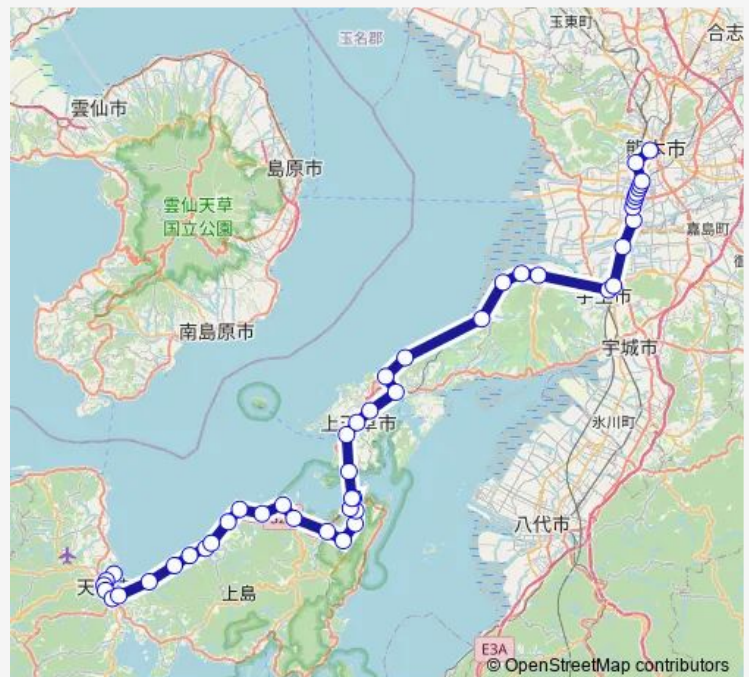 玉東町
合志
玉名郡
雲仙市
熊本市
島原市
雲仙天草
国立公園
嘉島町
宇土市
南島原市
宇城市
上天草市
氷川町
八代市
天
上島
E3A
© OpenStreetMap contributors